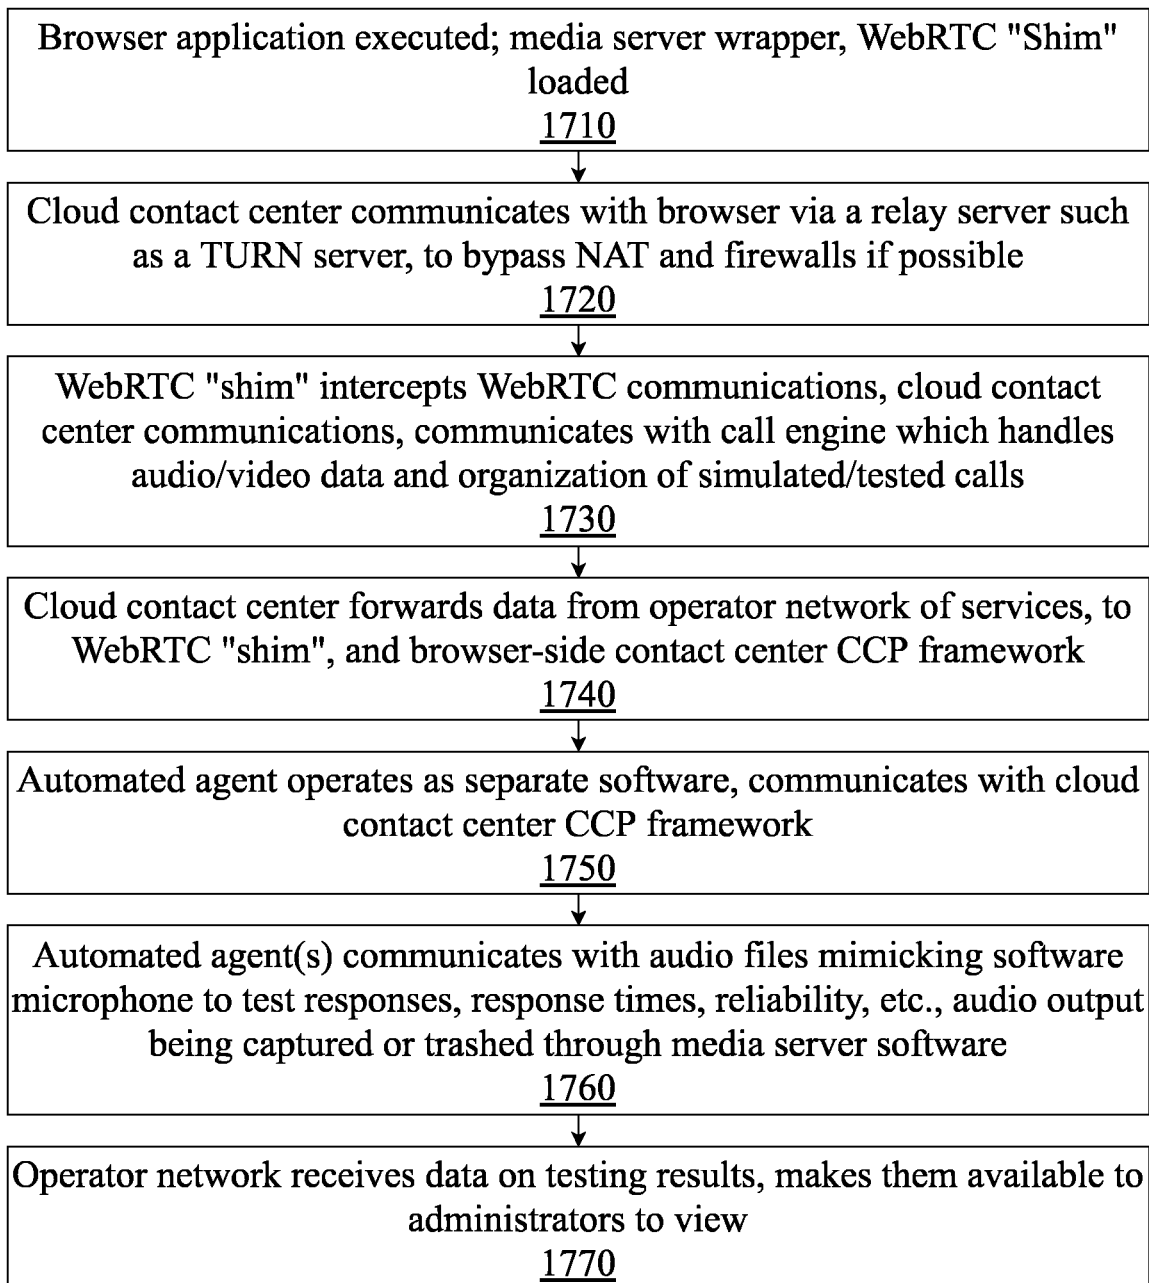 Browser application executed; media server wrapper, WebRTC "Shim"
loaded
1710
Cloud contact center communicates with browser via a relay server such
as a TURN server, to bypass NAT and firewalls if possible
1720
WebRTC "shim" intercepts WebRTC communications, cloud contact
center communications, communicates with call engine which handles
audio/video data and organization of simulated/tested calls
1730
Cloud contact center forwards data from operator network of services, to
WebRTC "shim", and browser-side contact center CCP framework
1740
Automated agent operates as separate software, communicates with cloud
contact center CCP framework
1750
Automated agent(s) communicates with audio files mimicking software
microphone to test responses, response times, reliability, etc., audio output
being captured or trashed through media server software
1760
Operator network receives data on testing results, makes them available to
administrators to view
1770